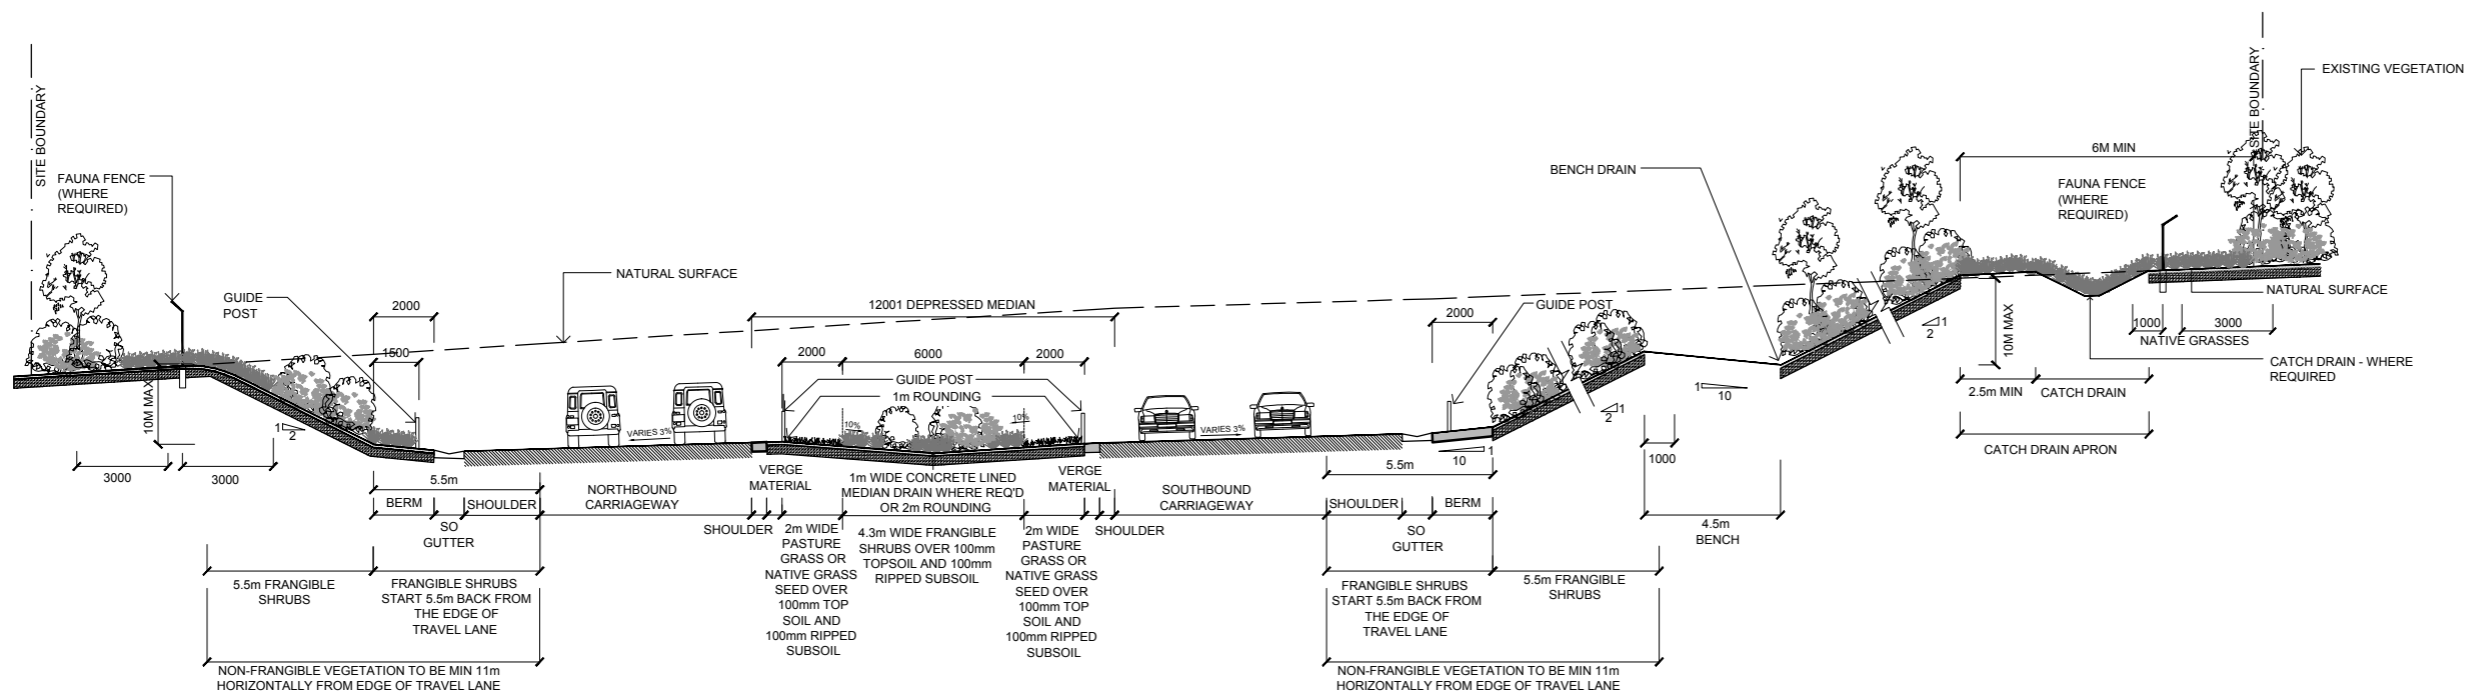 SITE BOUNDARY
FAUNA FENCE
(WHERE
REQUIRED)
GUIDE
POST
2000
1500
NATURAL SURFACE
12001 DEPRESSED MEDIAN
2000
6000
2000
GUIDE POST
1m ROUNDING
10%
10%
VARIES 3%
VARIES 3%
10M MAX
1
2
3000
3000
GUIDE POST
2000
BENCH DRAIN
SITE BOUNDARY
EXISTING VEGETATION
6M MIN
FAUNA FENCE
(WHERE
REQUIRED)
NATURAL SURFACE
1000
3000
NATIVE GRASSES
CATCH DRAIN - WHERE
REQUIRED
10M MAX
1
2
2.5m MIN
CATCH DRAIN
CATCH DRAIN APRON
1
10
1
2
1
10
1000
4.5m
BENCH
5.5m
BERM
SHOULDER
SO
GUTTER
NORTHBOUND
CARRIAGEWAY
VERGE
MATERIAL
SHOULDER
1m WIDE CONCRETE LINED
MEDIAN DRAIN WHERE REQ'D
OR 2m ROUNDING
VERGE
MATERIAL
SHOULDER
SOUTHBOUND
CARRIAGEWAY
5.5m
SHOULDER
BERM
SO
GUTTER
2m WIDE
PASTURE
GRASS OR
NATIVE GRASS
SEED OVER
100mm TOP
SOIL AND
100mm RIPPED
SUBSOIL
4.3m WIDE FRANGIBLE
SHRUBS OVER 100mm
TOPSOIL AND 100mm
RIPPED SUBSOIL
2m WIDE
PASTURE
GRASS OR
NATIVE GRASS
SEED OVER
100mm TOP
SOIL AND
100mm RIPPED
SUBSOIL
5.5m FRANGIBLE
SHRUBS
FRANGIBLE SHRUBS
START 5.5m BACK FROM
THE EDGE OF
TRAVEL LANE
NON-FRANGIBLE VEGETATION TO BE MIN 11m
HORIZONTALLY FROM EDGE OF TRAVEL LANE
FRANGIBLE SHRUBS
START 5.5m BACK FROM
THE EDGE OF
TRAVEL LANE
5.5m FRANGIBLE
SHRUBS
NON-FRANGIBLE VEGETATION TO BE MIN 11m
HORIZONTALLY FROM EDGE OF TRAVEL LANE